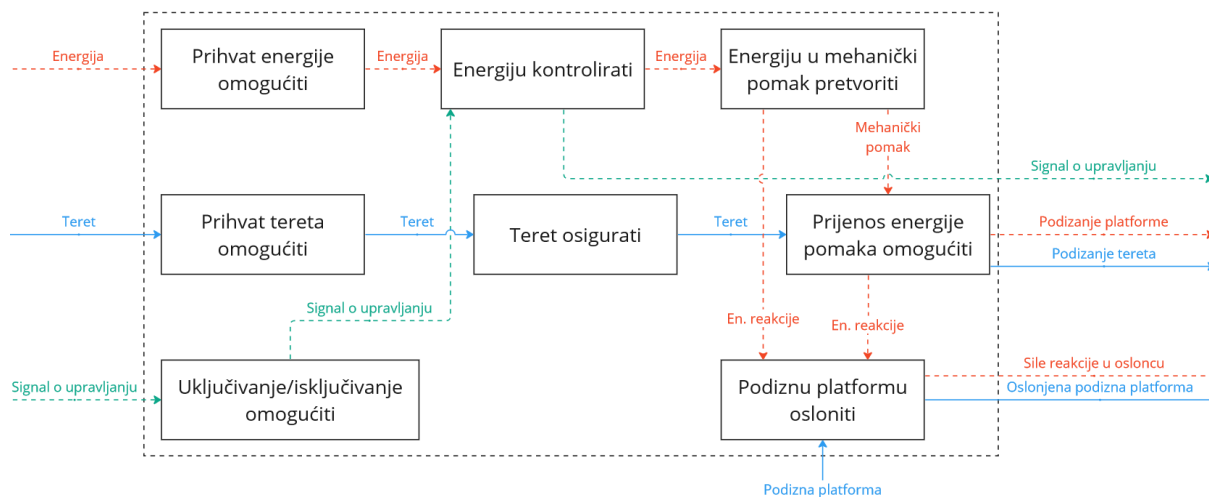 Energija
Prihvat energije
omogućiti
Energija
Energiju kontrolirati
Energija
Energiju u mehanički
pomak pretvoriti
Mehanički
pomak
Signal o upravljanju
Teret
Prihvat tereta
omogućiti
Teret
Teret osigurati
Teret
Prijenos energije
pomaka omogućiti
Podizanje platforme
Podizanje tereta
Signal o upravljanju
En. reakcije
En. reakcije
Signal o upravljanju
Uključivanje/isključivanje
omogućiti
Podiznu platformu
osloniti
Sile reakcije u osloncu
Oslonjena podizna platforma
Podizna platforma